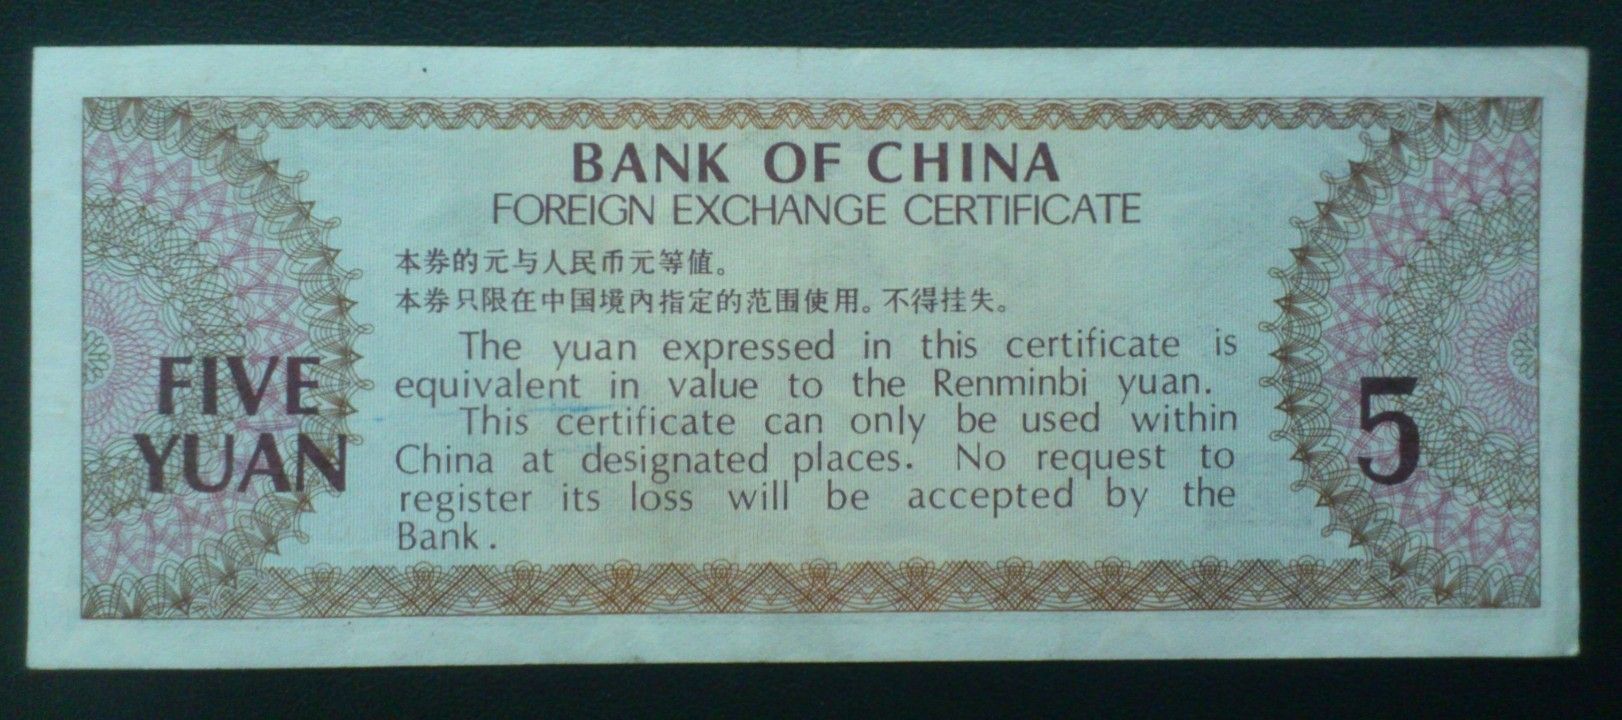 BANK OF CHINA
FOREIGN EXCHANGE CERTIFICATE
本券的元与人民币元等值。
本券只限在中国境内指定的范围使用。不得挂失。
The yuan expressed in this certificate is
equivalent in value to the Renminbi yuan.
This certificate can only be used within
China at designated places. No request to
register its loss will be accepted by the
Bank.
FIVE
YUAN
5